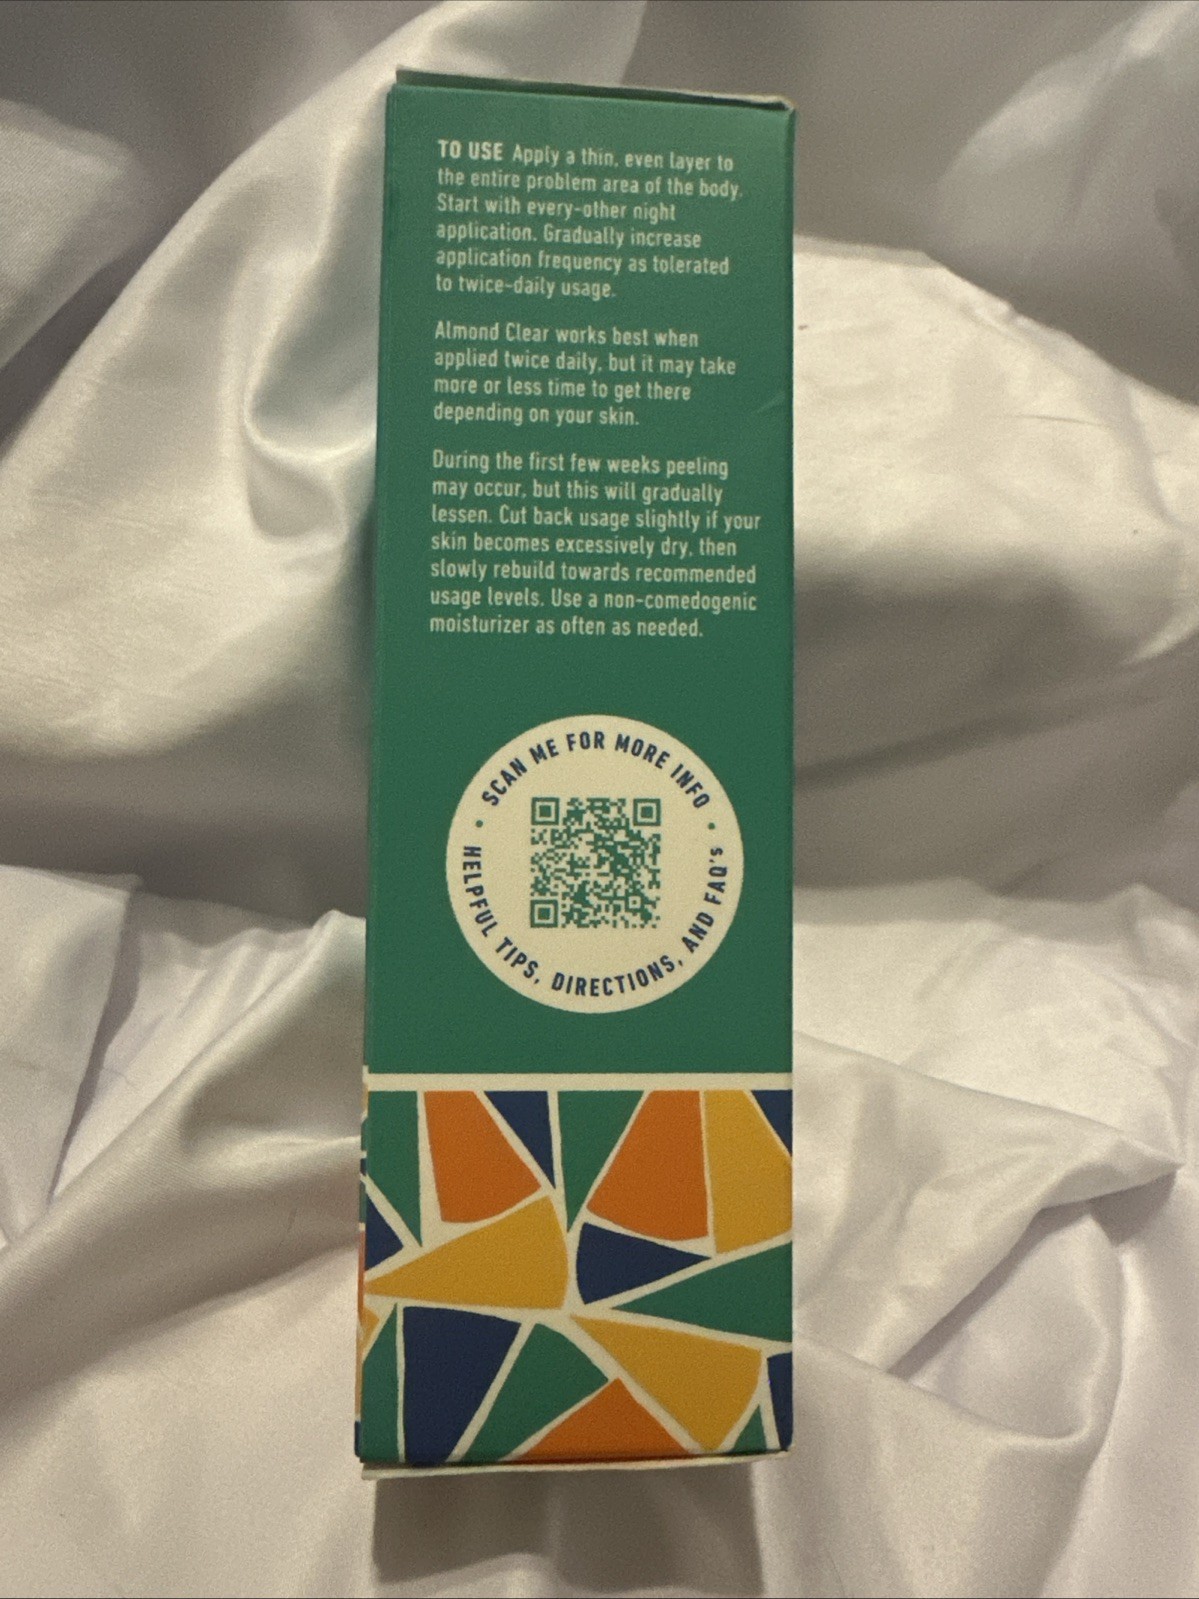 TO USE Apply a thin, even layer to
the entire problem area of the body.
Start with every-other night
application. Gradually increase
application frequency as tolerated
to twice-daily usage.
Almond Clear works best when
applied twice daily, but it may take
more or less time to get there
depending on your skin.
During the first few weeks peeling
may occur, but this will gradually
lessen. Cut back usage slightly if your
skin becomes excessively dry, then
slowly rebuild towards recommended
usage levels. Use a non-comedogenic
moisturizer as often as needed.
• SCAN ME FOR MORE INFO •
HELPFUL TIPS, DIRECTIONS, AND FAQ's